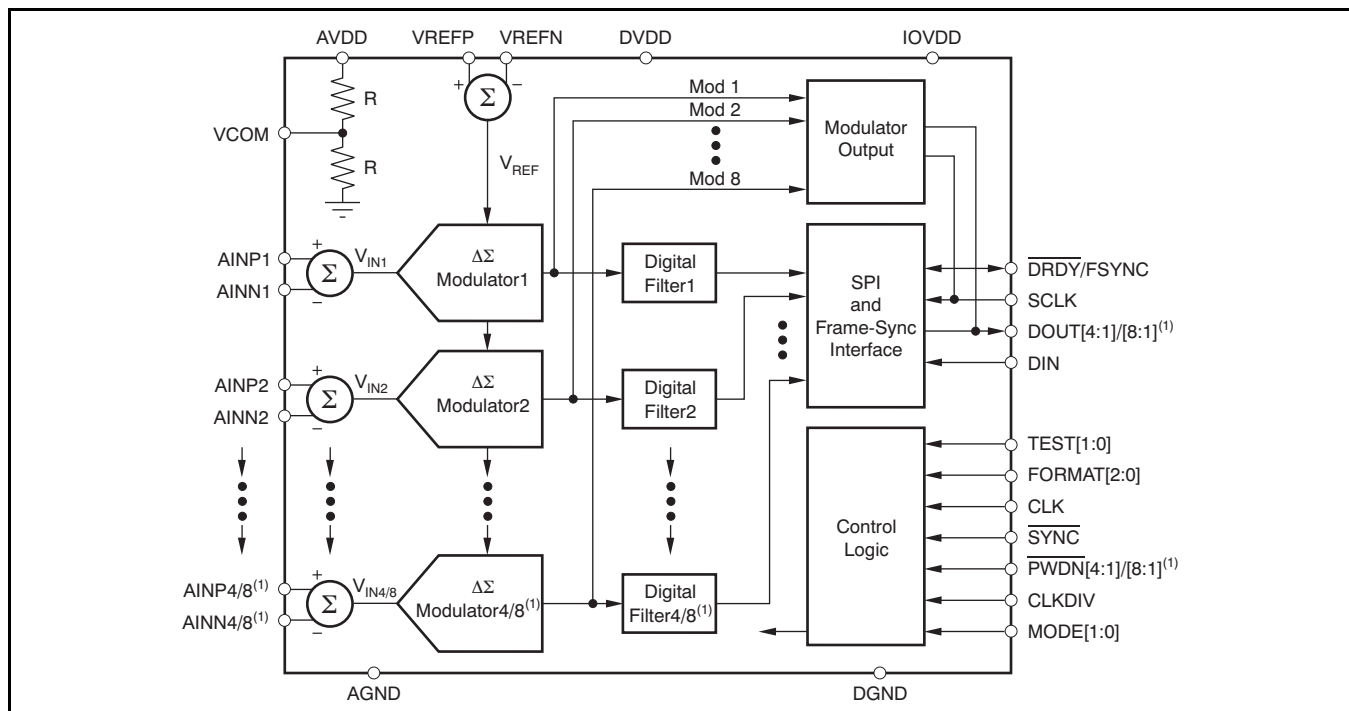 AVDD
VREFP
VREFN
DVDD
IOVDD
R
+
−
Σ
VCOM
R
VREF
Mod 1
Mod 2
Mod 8
Modulator
Output
AINP1
AINN1
+
−
Σ
VIN1
ΔΣ
Modulator1
Digital
Filter1
SPI
and
Frame-Sync
Interface
DRDY/FSYNC
SCLK
DOUT[4:1]/[8:1](1)
DIN
AINP2
AINN2
+
−
Σ
VIN2
ΔΣ
Modulator2
Digital
Filter2
Control
Logic
TEST[1:0]
FORMAT[2:0]
CLK
SYNC
PWDN[4:1]/[8:1](1)
CLKDIV
MODE[1:0]
AINP4/8(1)
AINN4/8(1)
+
−
Σ
VIN4/8
ΔΣ
Modulator4/8(1)
Digital
Filter4/8(1)
AGND
DGND